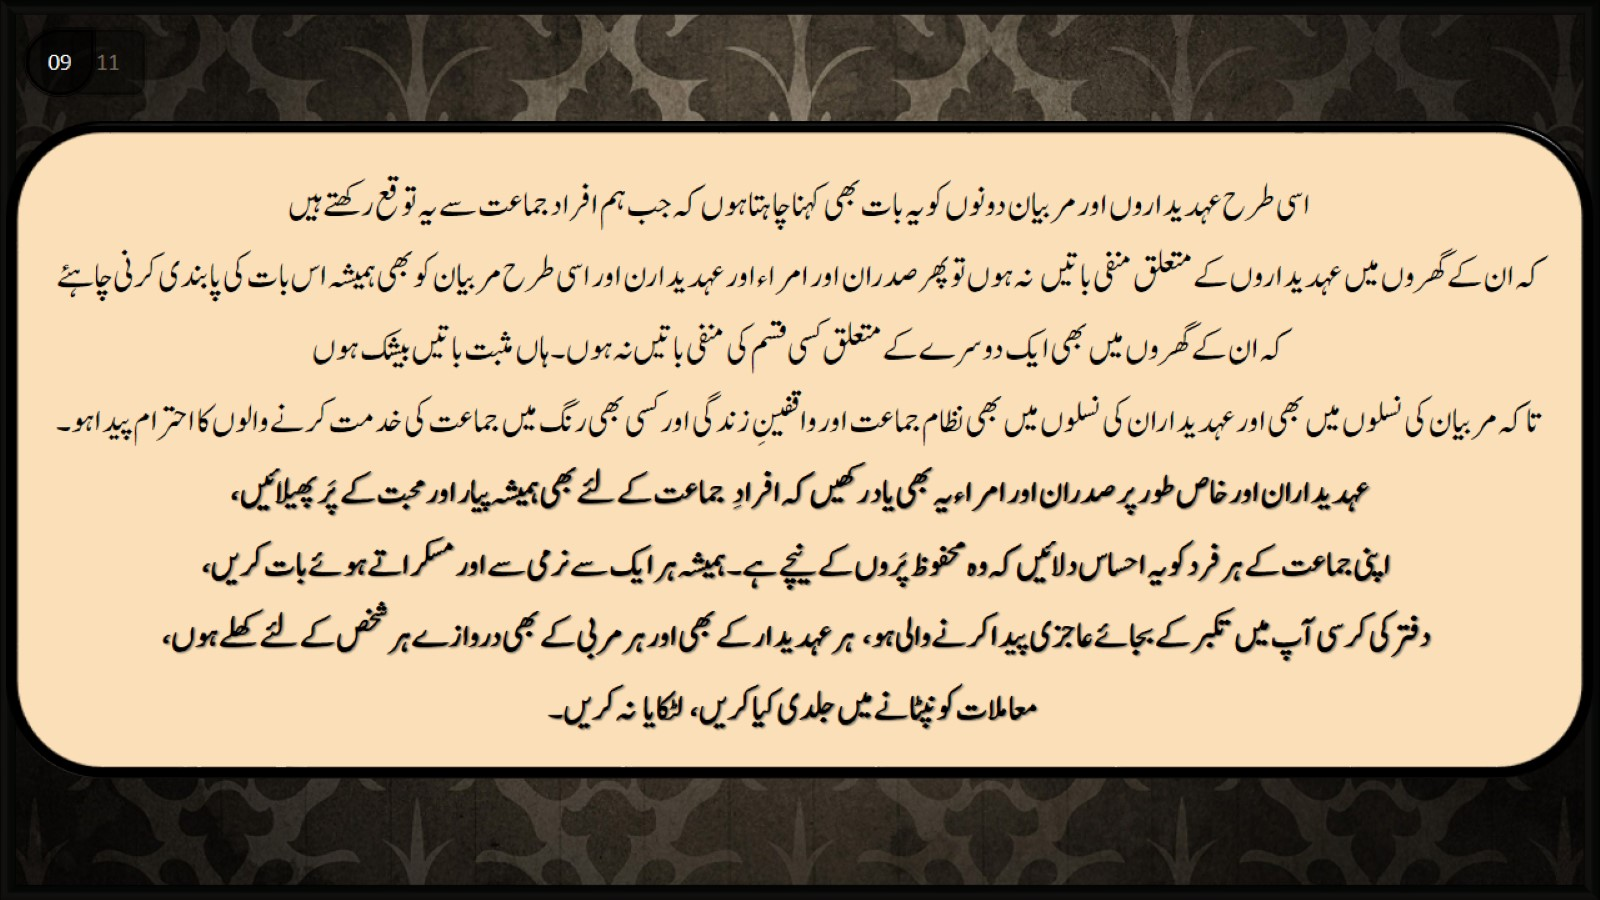 09 11
اسی طرح عہدیداروں اور مربیان دونوں کو یہ بات بھی کہنا چاہتا ہوں کہ جب ہم افراد جماعت سے یہ توقع رکھتے ہیں
کہ ان کے گھروں میں عہدیداروں کے متعلق منفی باتیں نہ ہوں تو پھر صدران اور امراء اور عہدیدارن اور اسی طرح مربیان کو بھی ہمیشہ اس بات کی پابندی کرنی چاہئے
کہ ان کے گھروں میں بھی ایک دوسرے کے متعلق کسی قسم کی منفی باتیں نہ ہوں۔ ہاں مثبت باتیں بیشک ہوں
تاکہ مربیان کی نسلوں میں بھی اور عہدیداران کی نسلوں میں بھی نظام جماعت اور واقفینِ زندگی اور کسی بھی رنگ میں جماعت کی خدمت کرنے والوں کا احترام پیدا ہو۔
عہدیداران اور خاص طور پر صدران اور امراء یہ بھی یاد رکھیں کہ افرادِ جماعت کے لئے بھی ہمیشہ پیار اور محبت کے پَر پھیلائیں،
اپنی جماعت کے ہر فرد کو یہ احساس دلائیں کہ وہ محفوظ پَروں کے نیچے ہے۔ ہمیشہ ہر ایک سے نرمی سے اور مسکراتے ہوئے بات کریں،
دفتر کی کرسی آپ میں تکبر کے بجائے عاجزی پیدا کرنے والی ہو، ہر عہدیدار کے بھی اور ہر مربی کے بھی دروازے ہر شخص کے لئے کھلے ہوں،
معاملات کو نپٹانے میں جلدی کیا کریں، لٹکایا نہ کریں۔